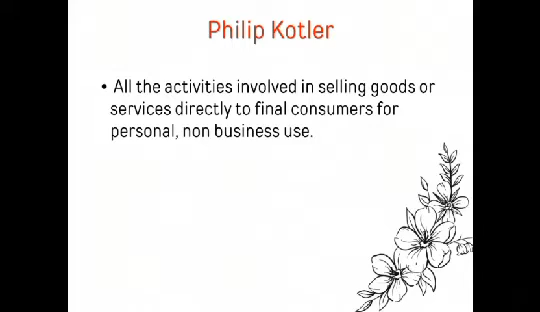 Philip Kotler
• All the activities involved in selling goods or
services directly to final consumers for
personal, non business use.